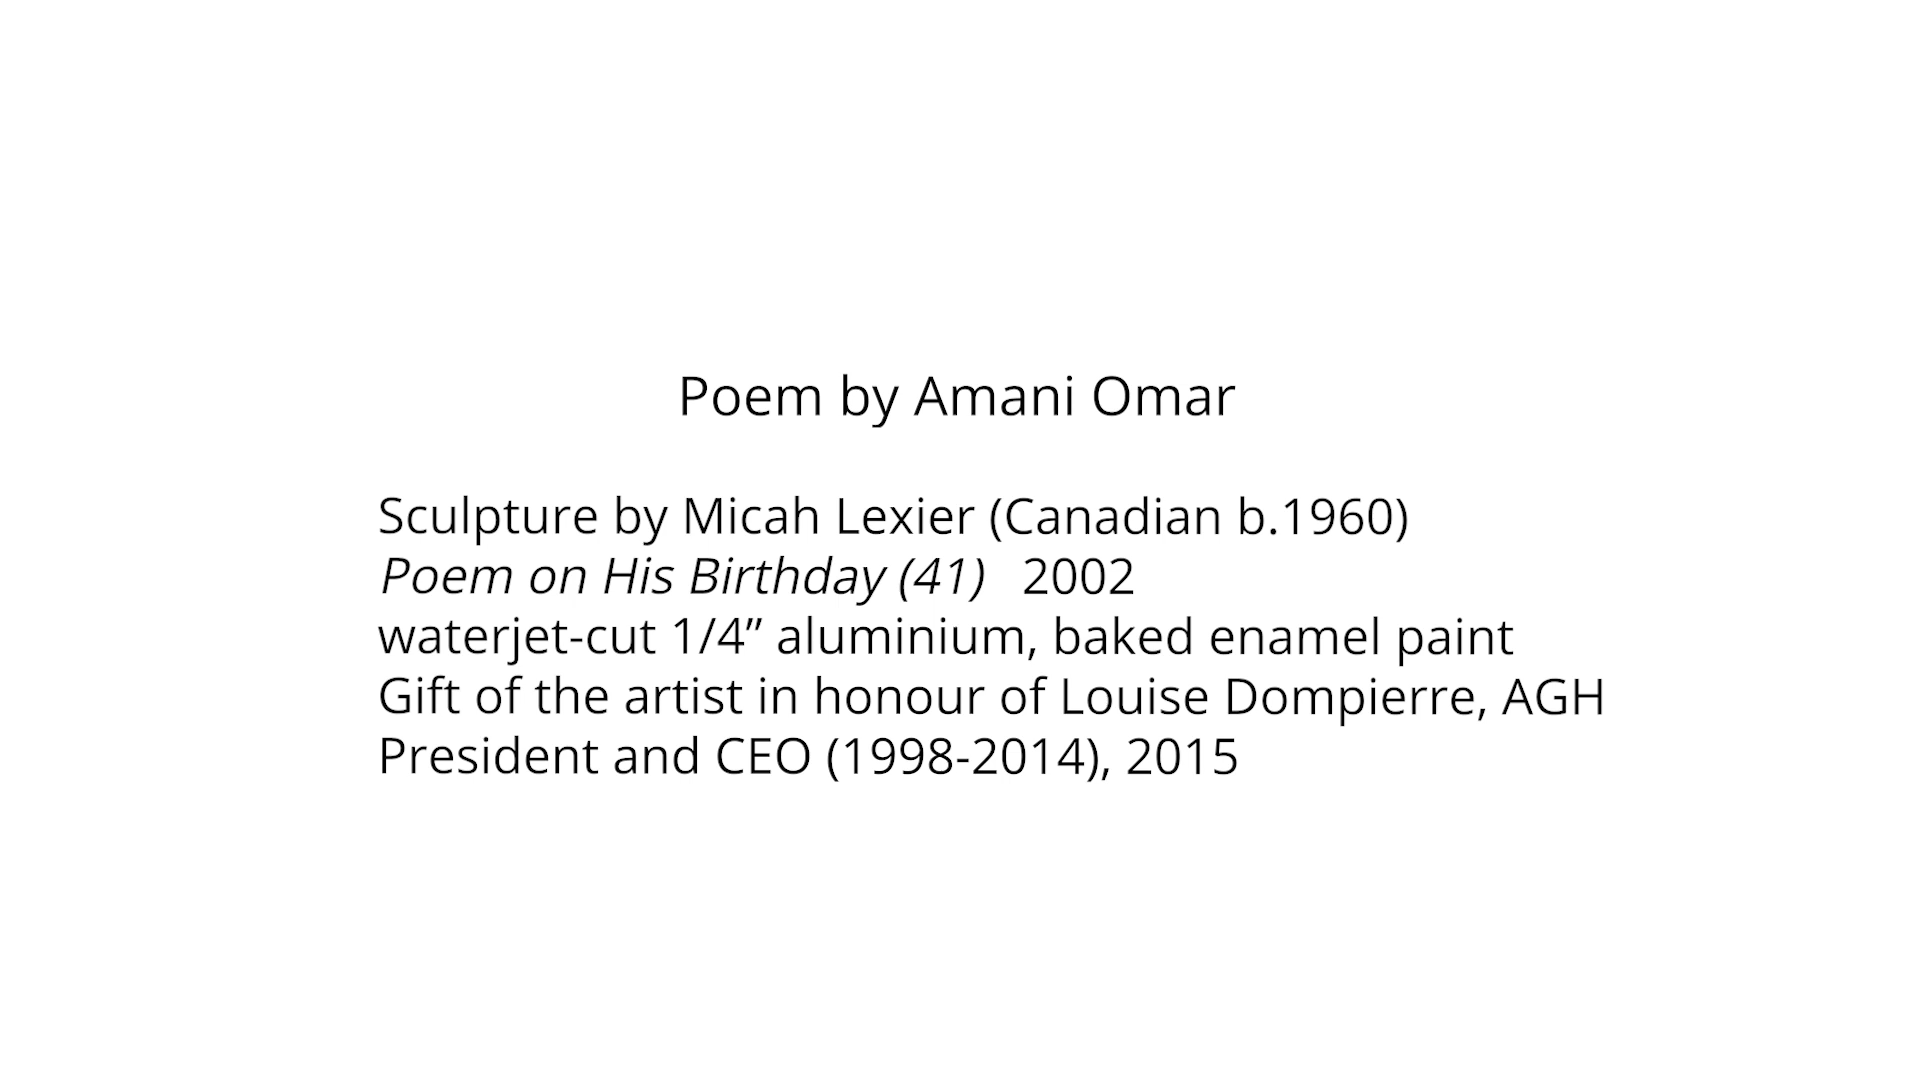 Poem by Amani Omar
Sculpture by Micah Lexier (Canadian b.1960)
Poem on His Birthday (41) 2002
waterjet-cut 1/4” aluminium, baked enamel paint
Gift of the artist in honour of Louise Dompierre, AGH
President and CEO (1998-2014), 2015